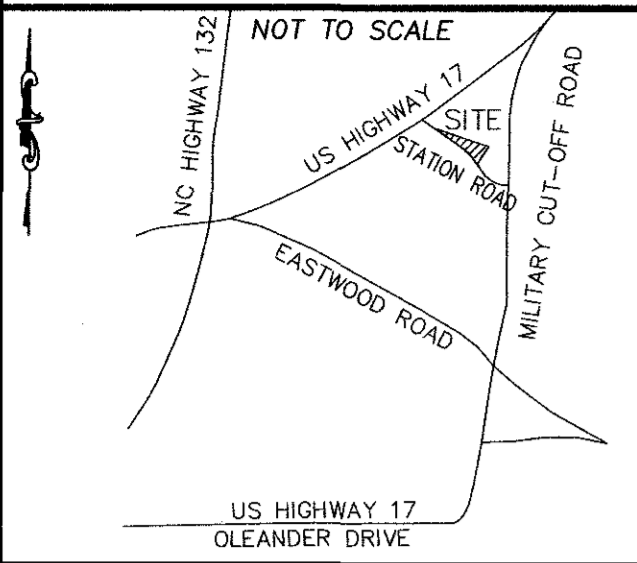 NOT TO SCALE
NC HIGHWAY 132
US HIGHWAY 17
SITE
STATION ROAD
MILITARY CUT-OFF ROAD
EASTWOOD ROAD
US HIGHWAY 17
OLEANDER DRIVE